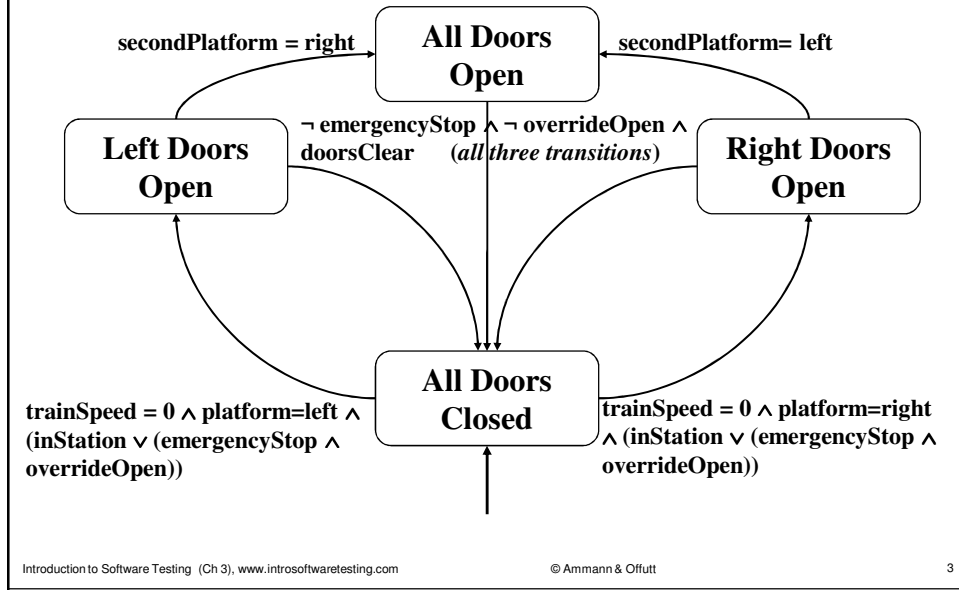 secondPlatform = right
All Doors
Open
secondPlatform= left
Left Doors
Open
¬ emergencyStop ∧ ¬ overrideOpen ∧
doorsClear (all three transitions)
Right Doors
Open
All Doors
Closed
trainSpeed = 0 ∧ platform=left ∧
(inStation ∨ (emergencyStop ∧
overrideOpen))
trainSpeed = 0 ∧ platform=right
∧ (inStation ∨ (emergencyStop ∧
overrideOpen))
Introduction to Software Testing (Ch 3), www.introsoftwaretesting.com
© Ammann & Offutt
3